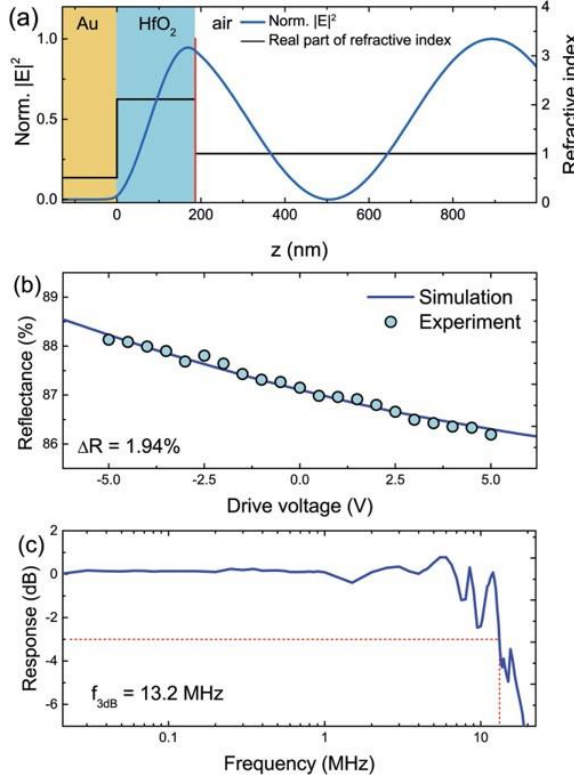 (a)
Au HfO₂ air
Norm. |E|²
Real part of refractive index
Norm. |E|²
1.0
0.5
0.0
Refractive index
4
3
2
1
0
0 200 400 600 800
z (nm)
(b)
Simulation
Experiment
Reflectance (%)
89
88
87
86
ΔR = 1.94%
-5.0 -2.5 0.0 2.5 5.0
Drive voltage (V)
(c)
Response (dB)
2
0
-2
-4
-6
f3dB = 13.2 MHz
0.1 1 10
Frequency (MHz)